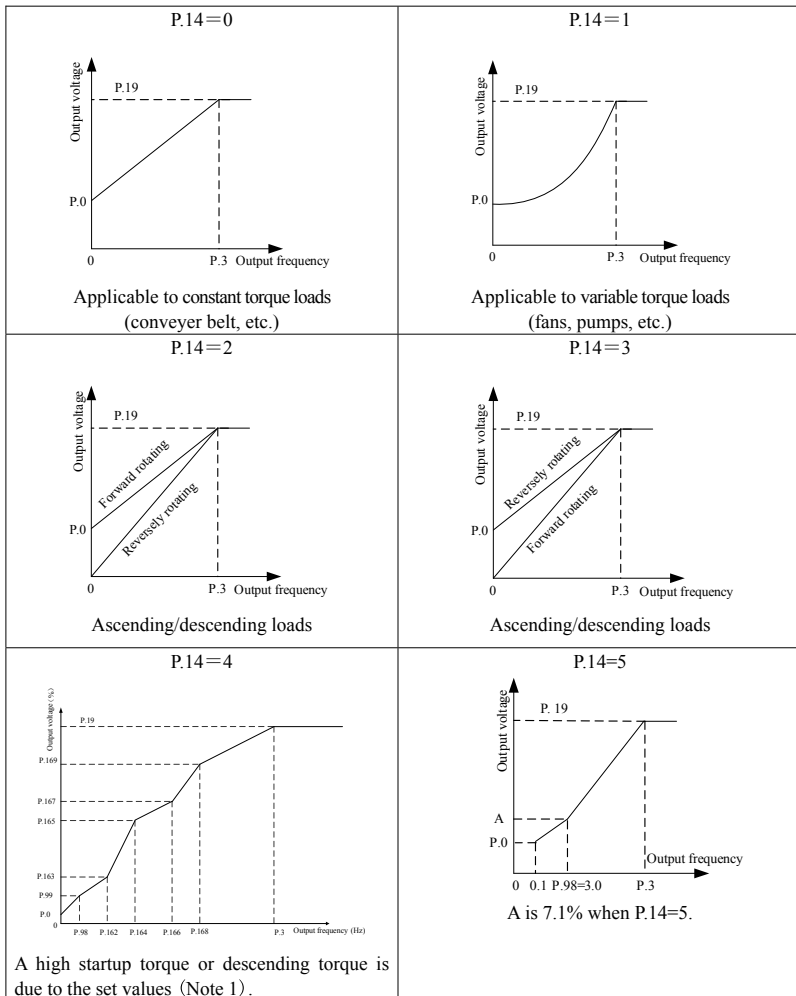 P.14＝0
Output voltage
P.19
P.0
0
P.3
Output frequency
Applicable to constant torque loads
(conveyer belt, etc.)
P.14＝1
Output voltage
P.19
P.0
0
P.3
Output frequency
Applicable to variable torque loads
(fans, pumps, etc.)
P.14＝2
Output voltage
P.19
Forward rotating
Reversely rotating
P.0
0
P.3
Output frequency
Ascending/descending loads
P.14＝3
Output voltage
P.19
Reversely rotating
Forward rotating
P.0
0
P.3
Output frequency
Ascending/descending loads
P.14＝4
Output voltage (%)
P.19
P.169
P.167
P.165
P.163
P.99
P.0
0
P.98
P.162
P.164
P.166
P.168
P.3
Output frequency (Hz)
A high startup torque or descending torque is
due to the set values（Note 1）.
P.14=5
Output voltage
P. 19
A
P.0
Output frequency
0
0.1
P.98=3.0
P.3
A is 7.1% when P.14=5.